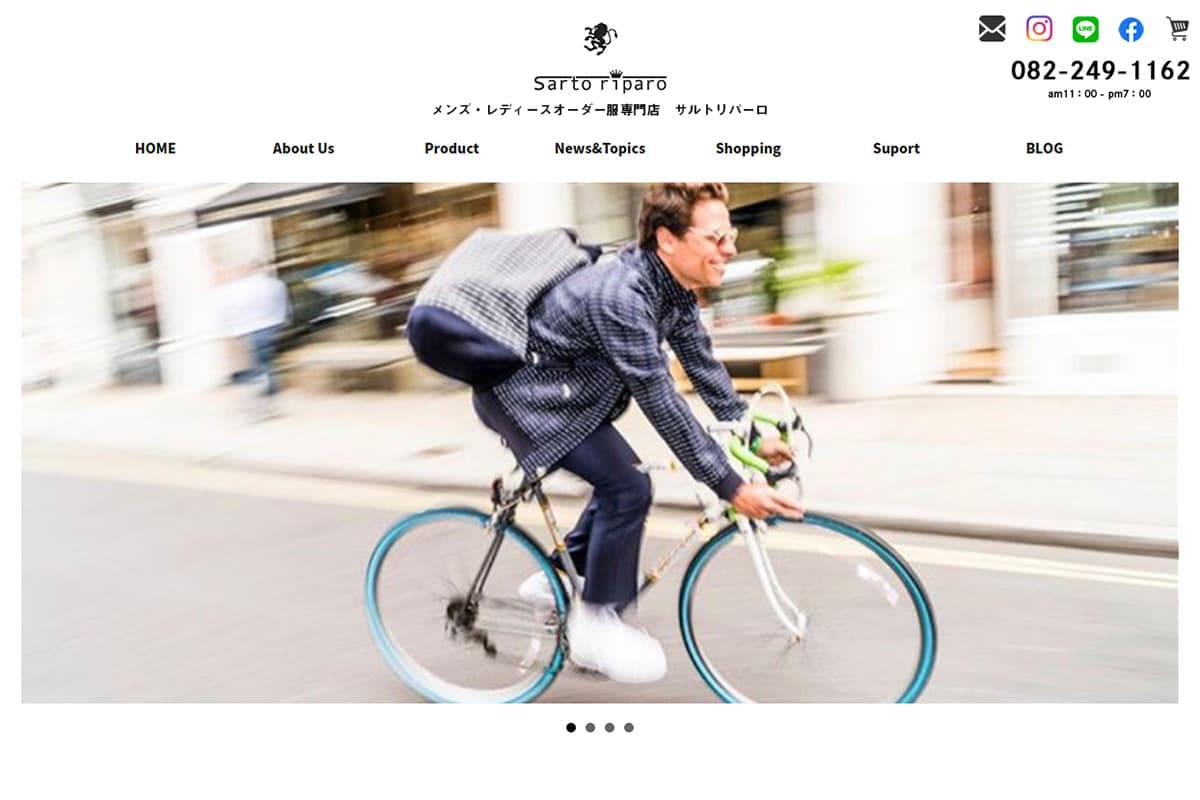 Sarto riparo
メンズ・レディースオーダー服専門店　サルトリパーロ
LINE
082-249-1162
am11：00 - pm7：00
HOME About Us Product News&Topics Shopping Suport BLOG